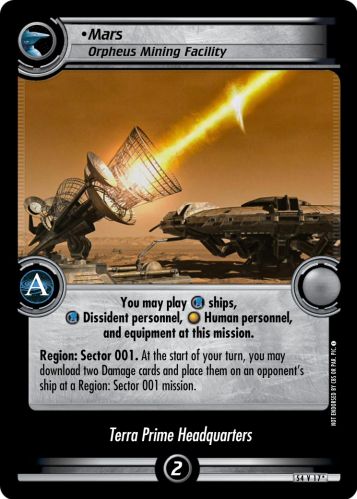 •Mars
Orpheus Mining Facility
A
You may play ships,
Dissident personnel, Human personnel,
and equipment at this mission.
Region: Sector 001. At the start of your turn, you may
download two Damage cards and place them on an opponent's
ship at a Region: Sector 001 mission.
NOT ENDORSED BY CBS OR PAR. PIC.
Terra Prime Headquarters
2
S4 V 17*